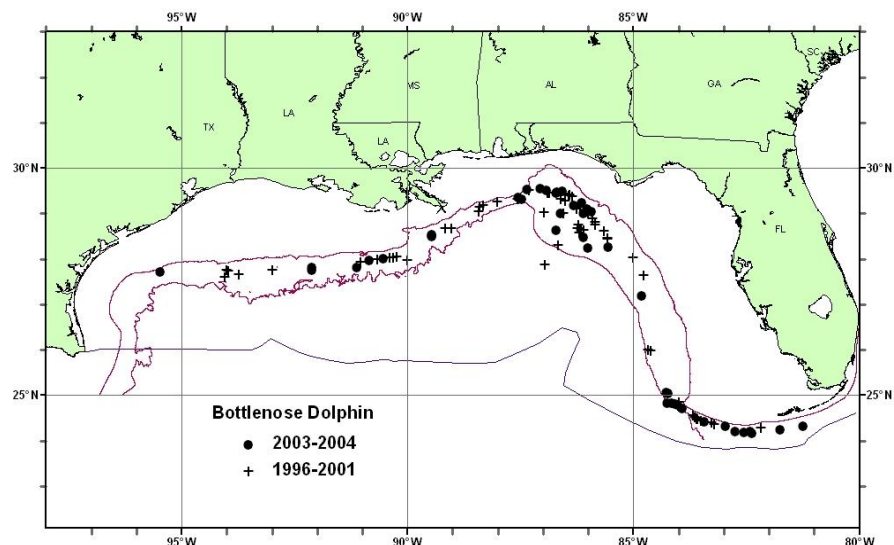 95°W 90°W 85°W 80°W
SC
MS AL GA
TX LA
LA
30°N 30°N
FL
25°N 25°N
Bottlenose Dolphin
2003-2004
1996-2001
95°W 90°W 85°W 80°W